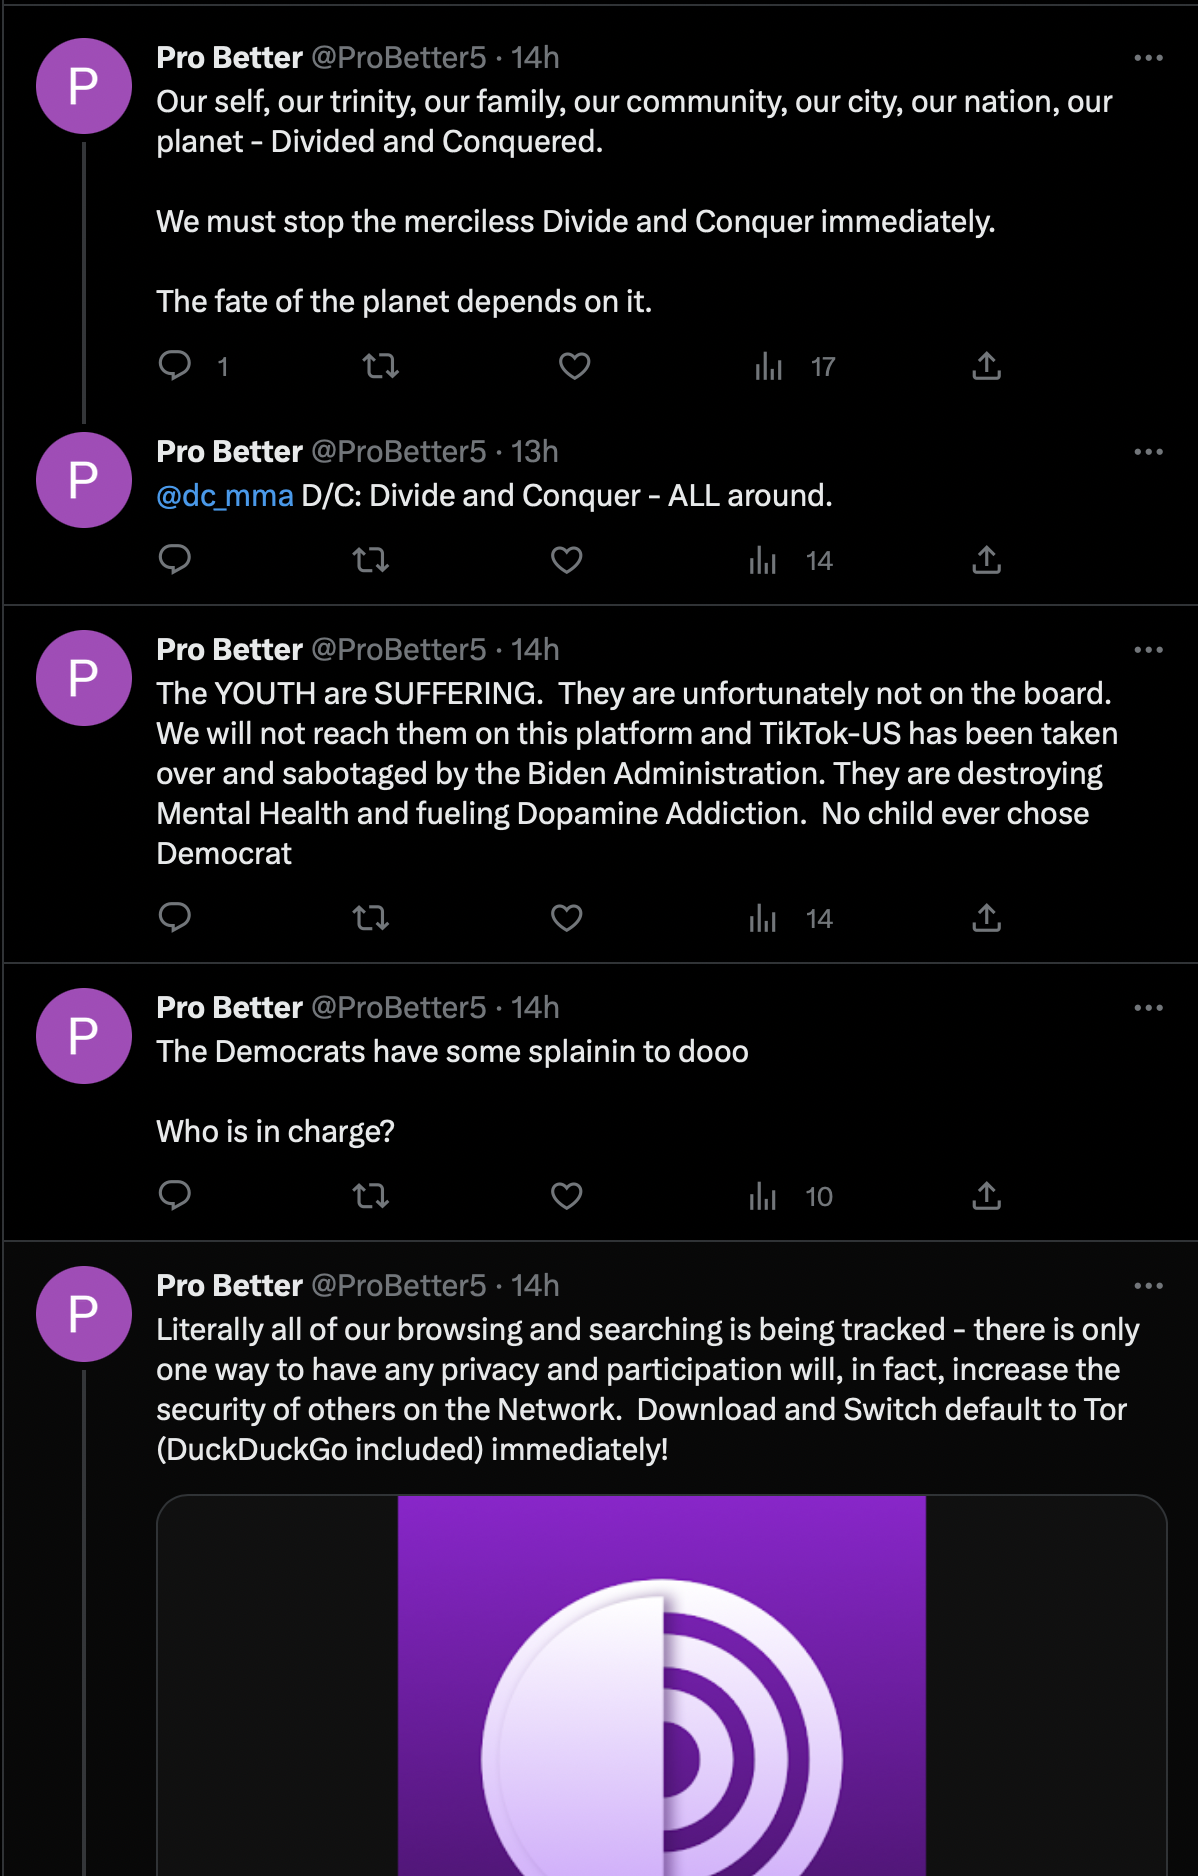 P
Pro Better @ProBetter5 · 14h
Our self, our trinity, our family, our community, our city, our nation, our
planet - Divided and Conquered.
We must stop the merciless Divide and Conquer immediately.
The fate of the planet depends on it.
1 17
P
Pro Better @ProBetter5 · 13h
@dc_mma D/C: Divide and Conquer - ALL around.
14
P
Pro Better @ProBetter5 · 14h
The YOUTH are SUFFERING.  They are unfortunately not on the board.
We will not reach them on this platform and TikTok-US has been taken
over and sabotaged by the Biden Administration. They are destroying
Mental Health and fueling Dopamine Addiction.  No child ever chose
Democrat
14
P
Pro Better @ProBetter5 · 14h
The Democrats have some splainin to dooo
Who is in charge?
10
P
Pro Better @ProBetter5 · 14h
Literally all of our browsing and searching is being tracked - there is only
one way to have any privacy and participation will, in fact, increase the
security of others on the Network.  Download and Switch default to Tor
(DuckDuckGo included) immediately!